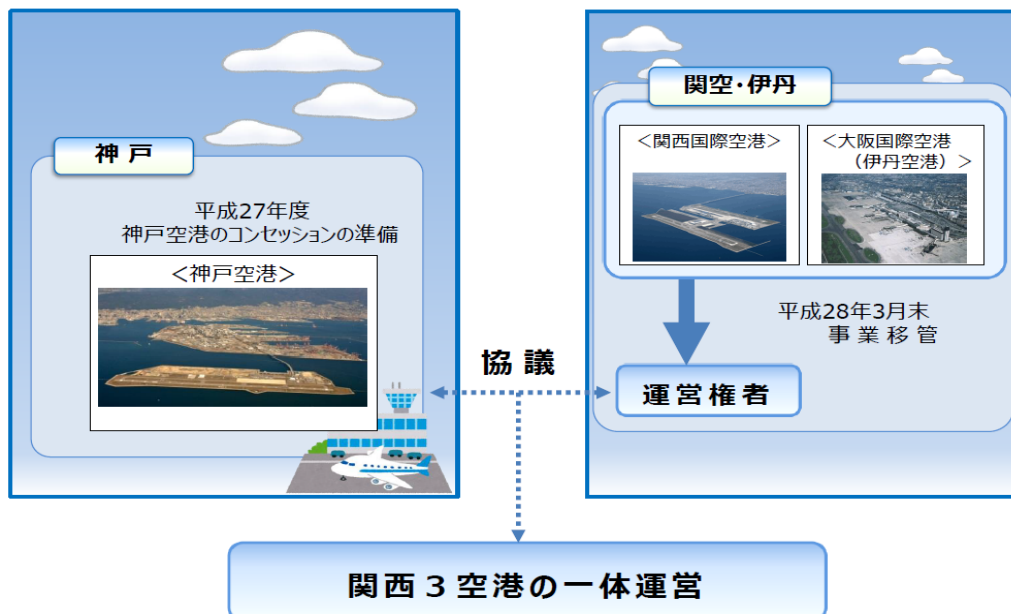 神戸
平成27年度
神戸空港のコンセッションの準備
＜神戸空港＞
関空・伊丹
＜関西国際空港＞
＜大阪国際空港
（伊丹空港）＞
平成28年3月末
事業移管
運営権者
協議
関西３空港の一体運営